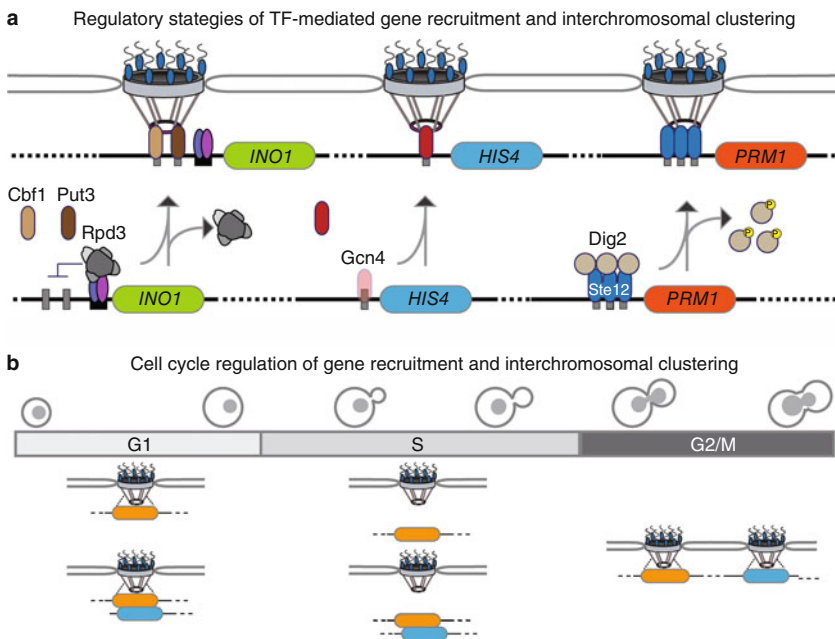 a Regulatory stategies of TF-mediated gene recruitment and interchromosomal clustering
INO1 HIS4 PRM1
Cbf1 Put3
Rpd3
Gcn4
Dig2
P
P P
Ste12
INO1 HIS4 PRM1
b Cell cycle regulation of gene recruitment and interchromosomal clustering
G1 S G2/M